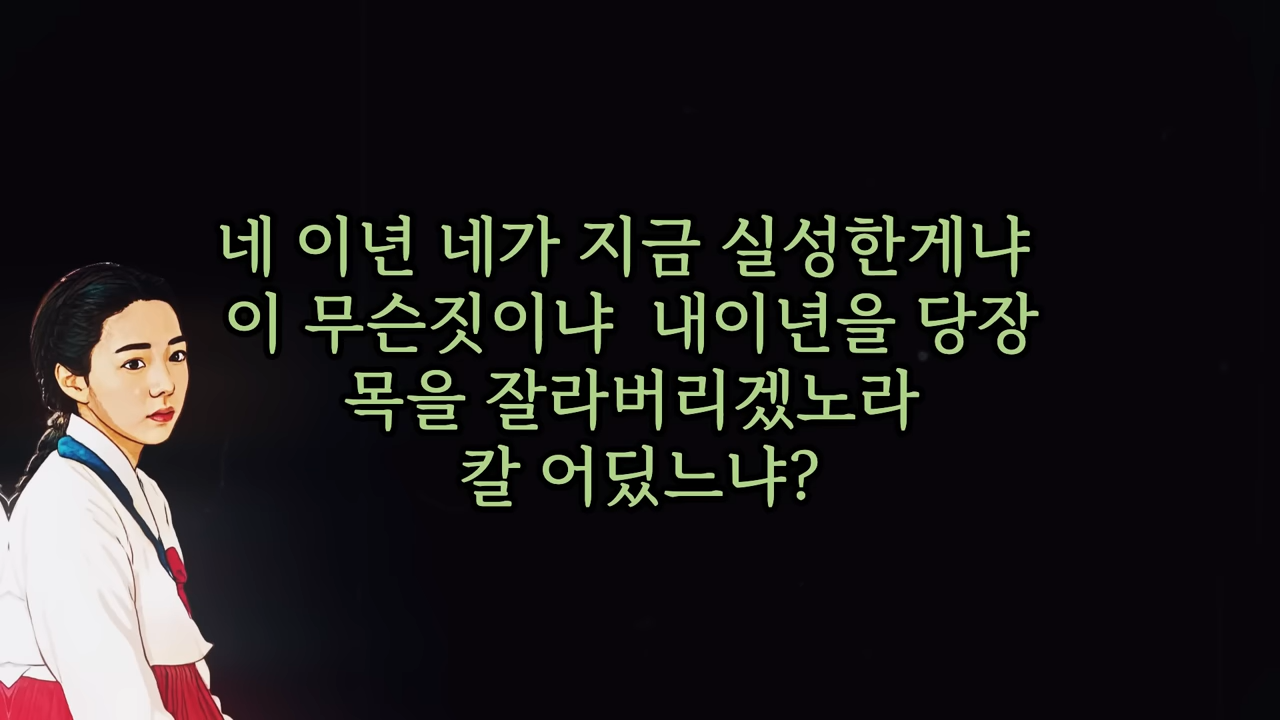 네 이년 네가 지금 실성한게냐
이 무슨짓이냐 내이년을 당장
목을 잘라버리겠노라
칼 어딨느냐?